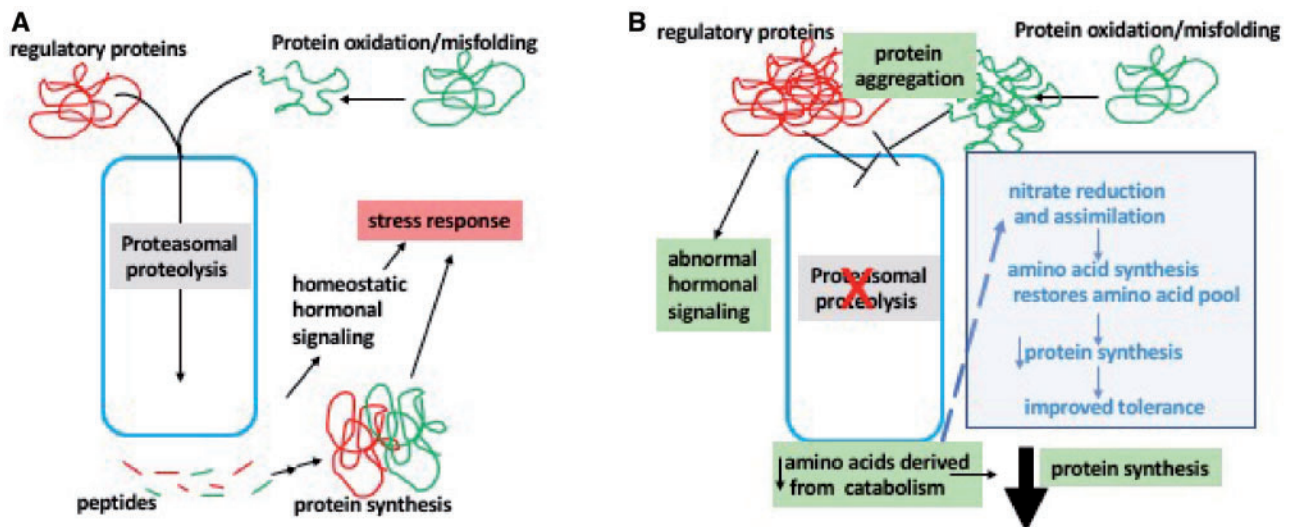 A
regulatory proteins
Protein oxidation/misfolding
Proteasomal
proteolysis
stress response
homeostatic
hormonal
signaling
peptides
protein synthesis
B
regulatory proteins
protein
aggregation
Protein oxidation/misfolding
abnormal
hormonal
signaling
Proteasomal
proteolysis
X
nitrate reduction
and assimilation
amino acid synthesis
restores amino acid pool
protein synthesis
improved tolerance
amino acids derived
from catabolism
protein synthesis